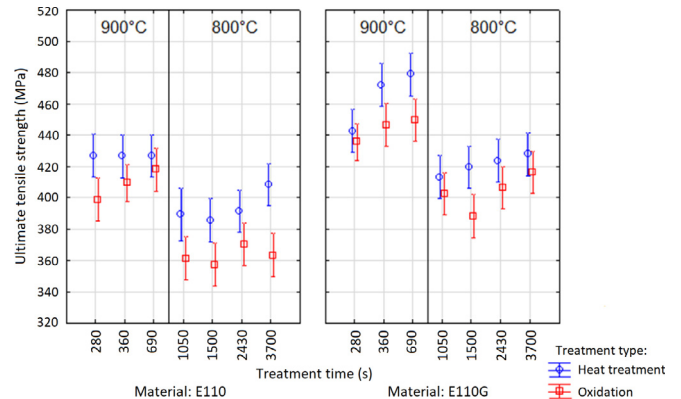 Ultimate tensile strength (MPa)
520
500
480
460
440
420
400
380
360
340
320
900°C 800°C
900°C 800°C
280 360 690 1050 1500 2430 3700
280 360 690 1050 1500 2430 3700
Treatment time (s)
Material: E110
Material: E110G
Treatment type:
Heat treatment
Oxidation